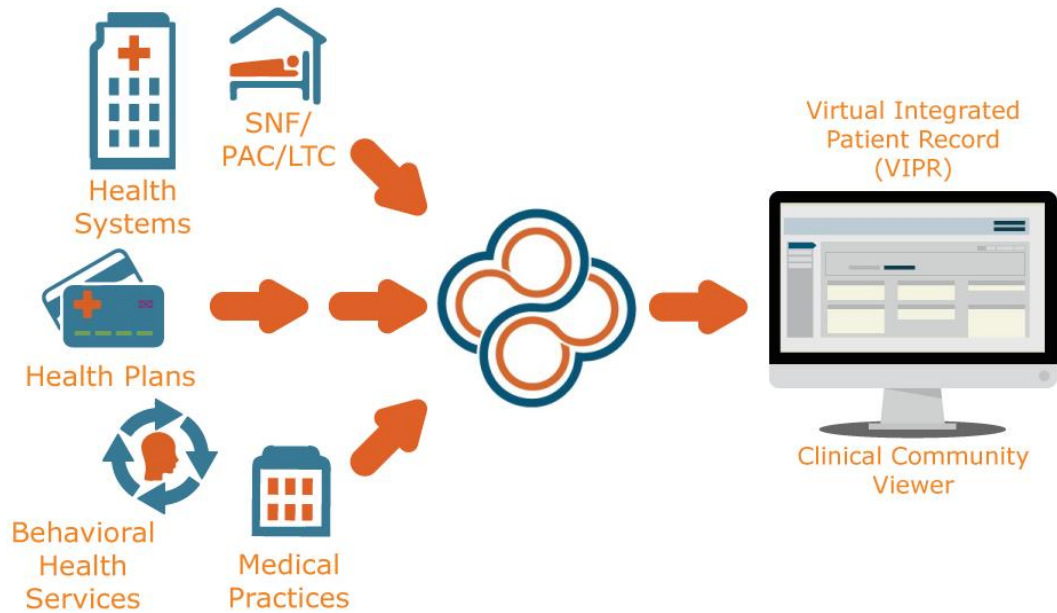 Health
Systems
SNF/
PAC/LTC
Health Plans
Behavioral
Health
Services
Medical
Practices
Virtual Integrated
Patient Record
(VIPR)
Clinical Community
Viewer